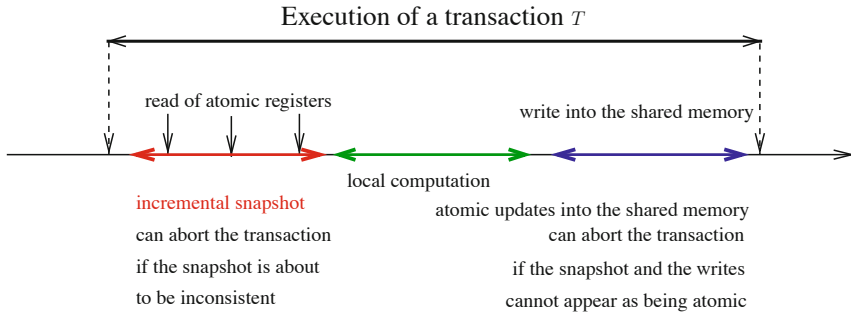 Execution of a transaction T
read of atomic registers
write into the shared memory
local computation
incremental snapshot
can abort the transaction
if the snapshot is about
to be inconsistent
atomic updates into the shared memory
can abort the transaction
if the snapshot and the writes
cannot appear as being atomic